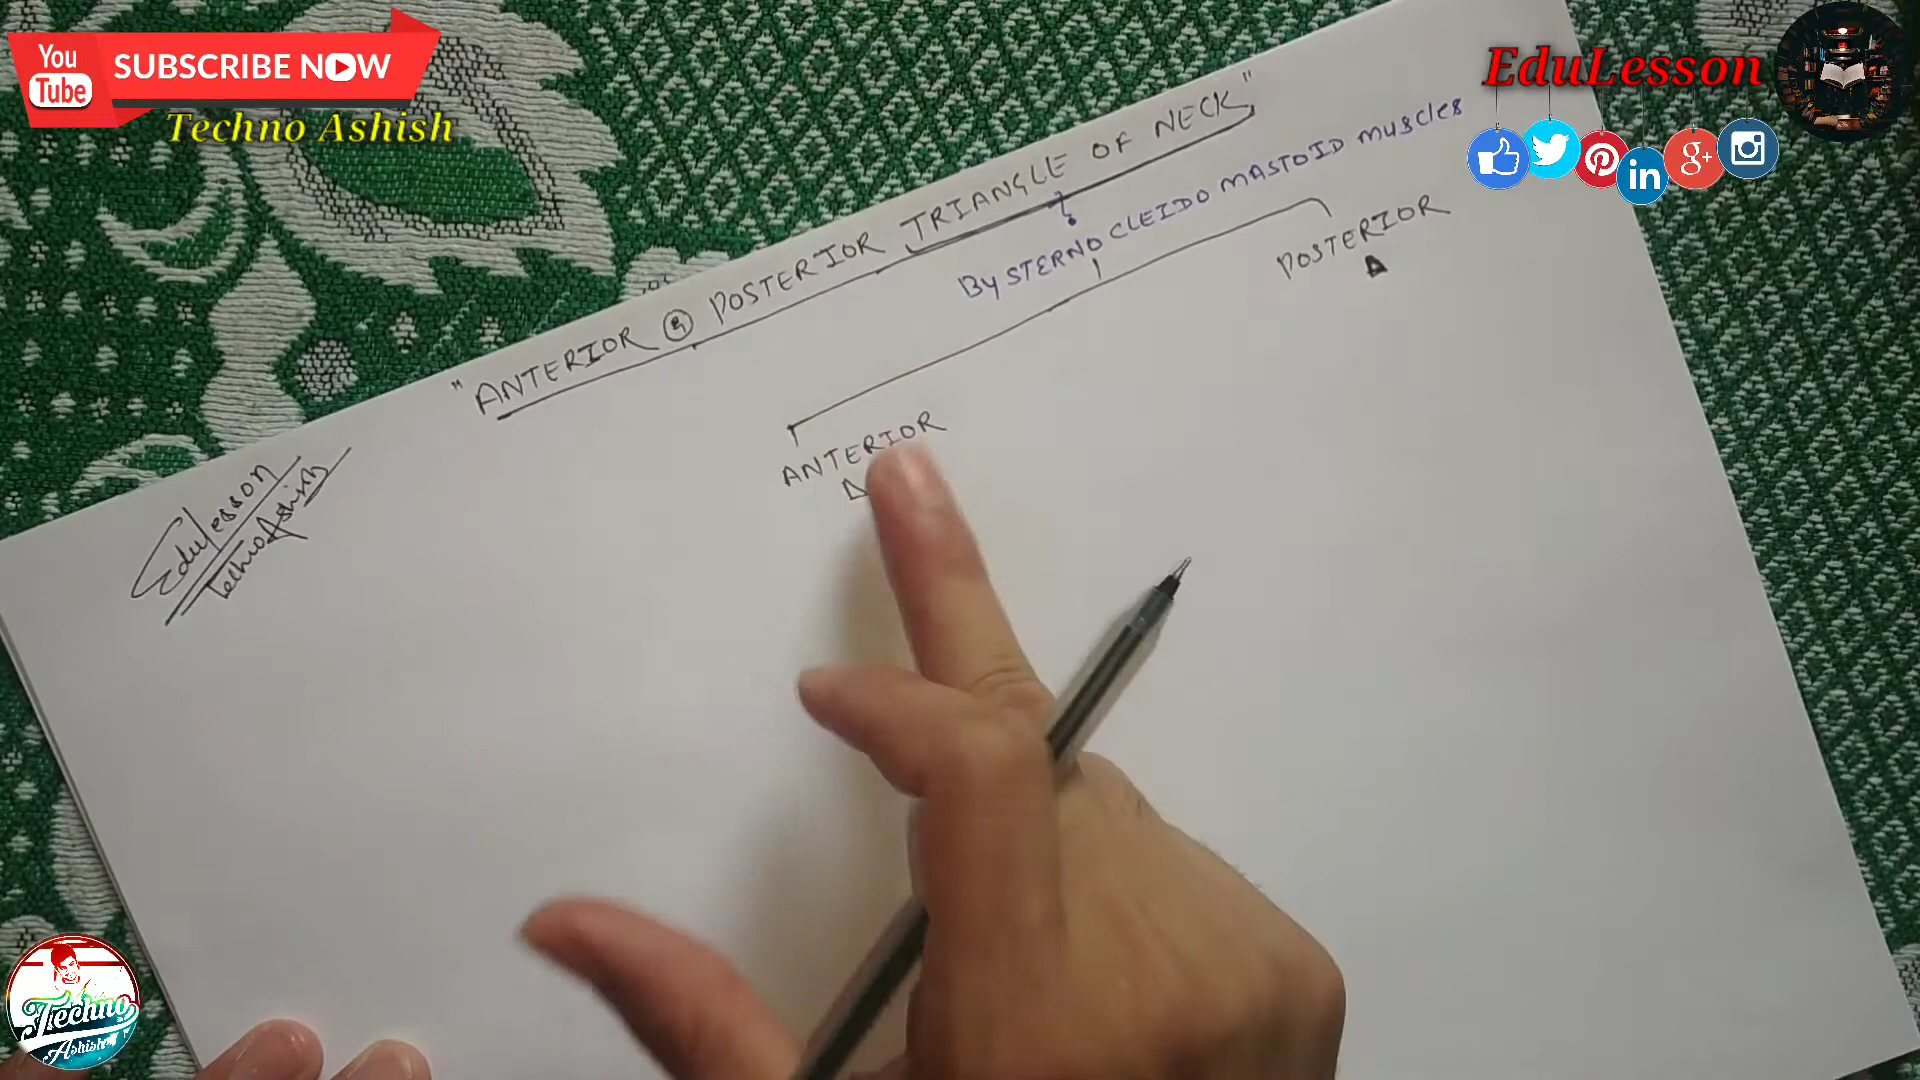 You
Tube
SUBSCRIBE NOW
Techno Ashish
EduLesson
in
g+
"ANTERIOR & POSTERIOR TRIANGLE OF NECK"
By STERNO CLEIDO MASTOID muscles
ANTERIOR
POSTERIOR
EduLesson
Techno Ashish
Techno
Ashish